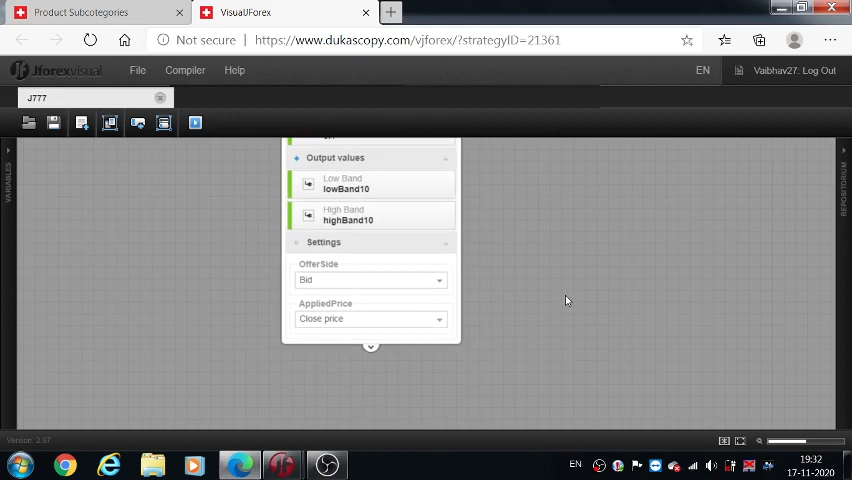 Product Subcategories
VisualJForex
Not secure
https://www.dukascopy.com/vjforex/?strategyID=21361
Jforexvisual
File
Compiler
Help
EN
Vaibhav27: Log Out
J777
VARIABLES
REPOSITORIUM
Output values
Low Band
lowBand10
High Band
highBand10
Settings
OfferSide
Bid
AppliedPrice
Close price
Version: 2.97
EN
19:32
17-11-2020